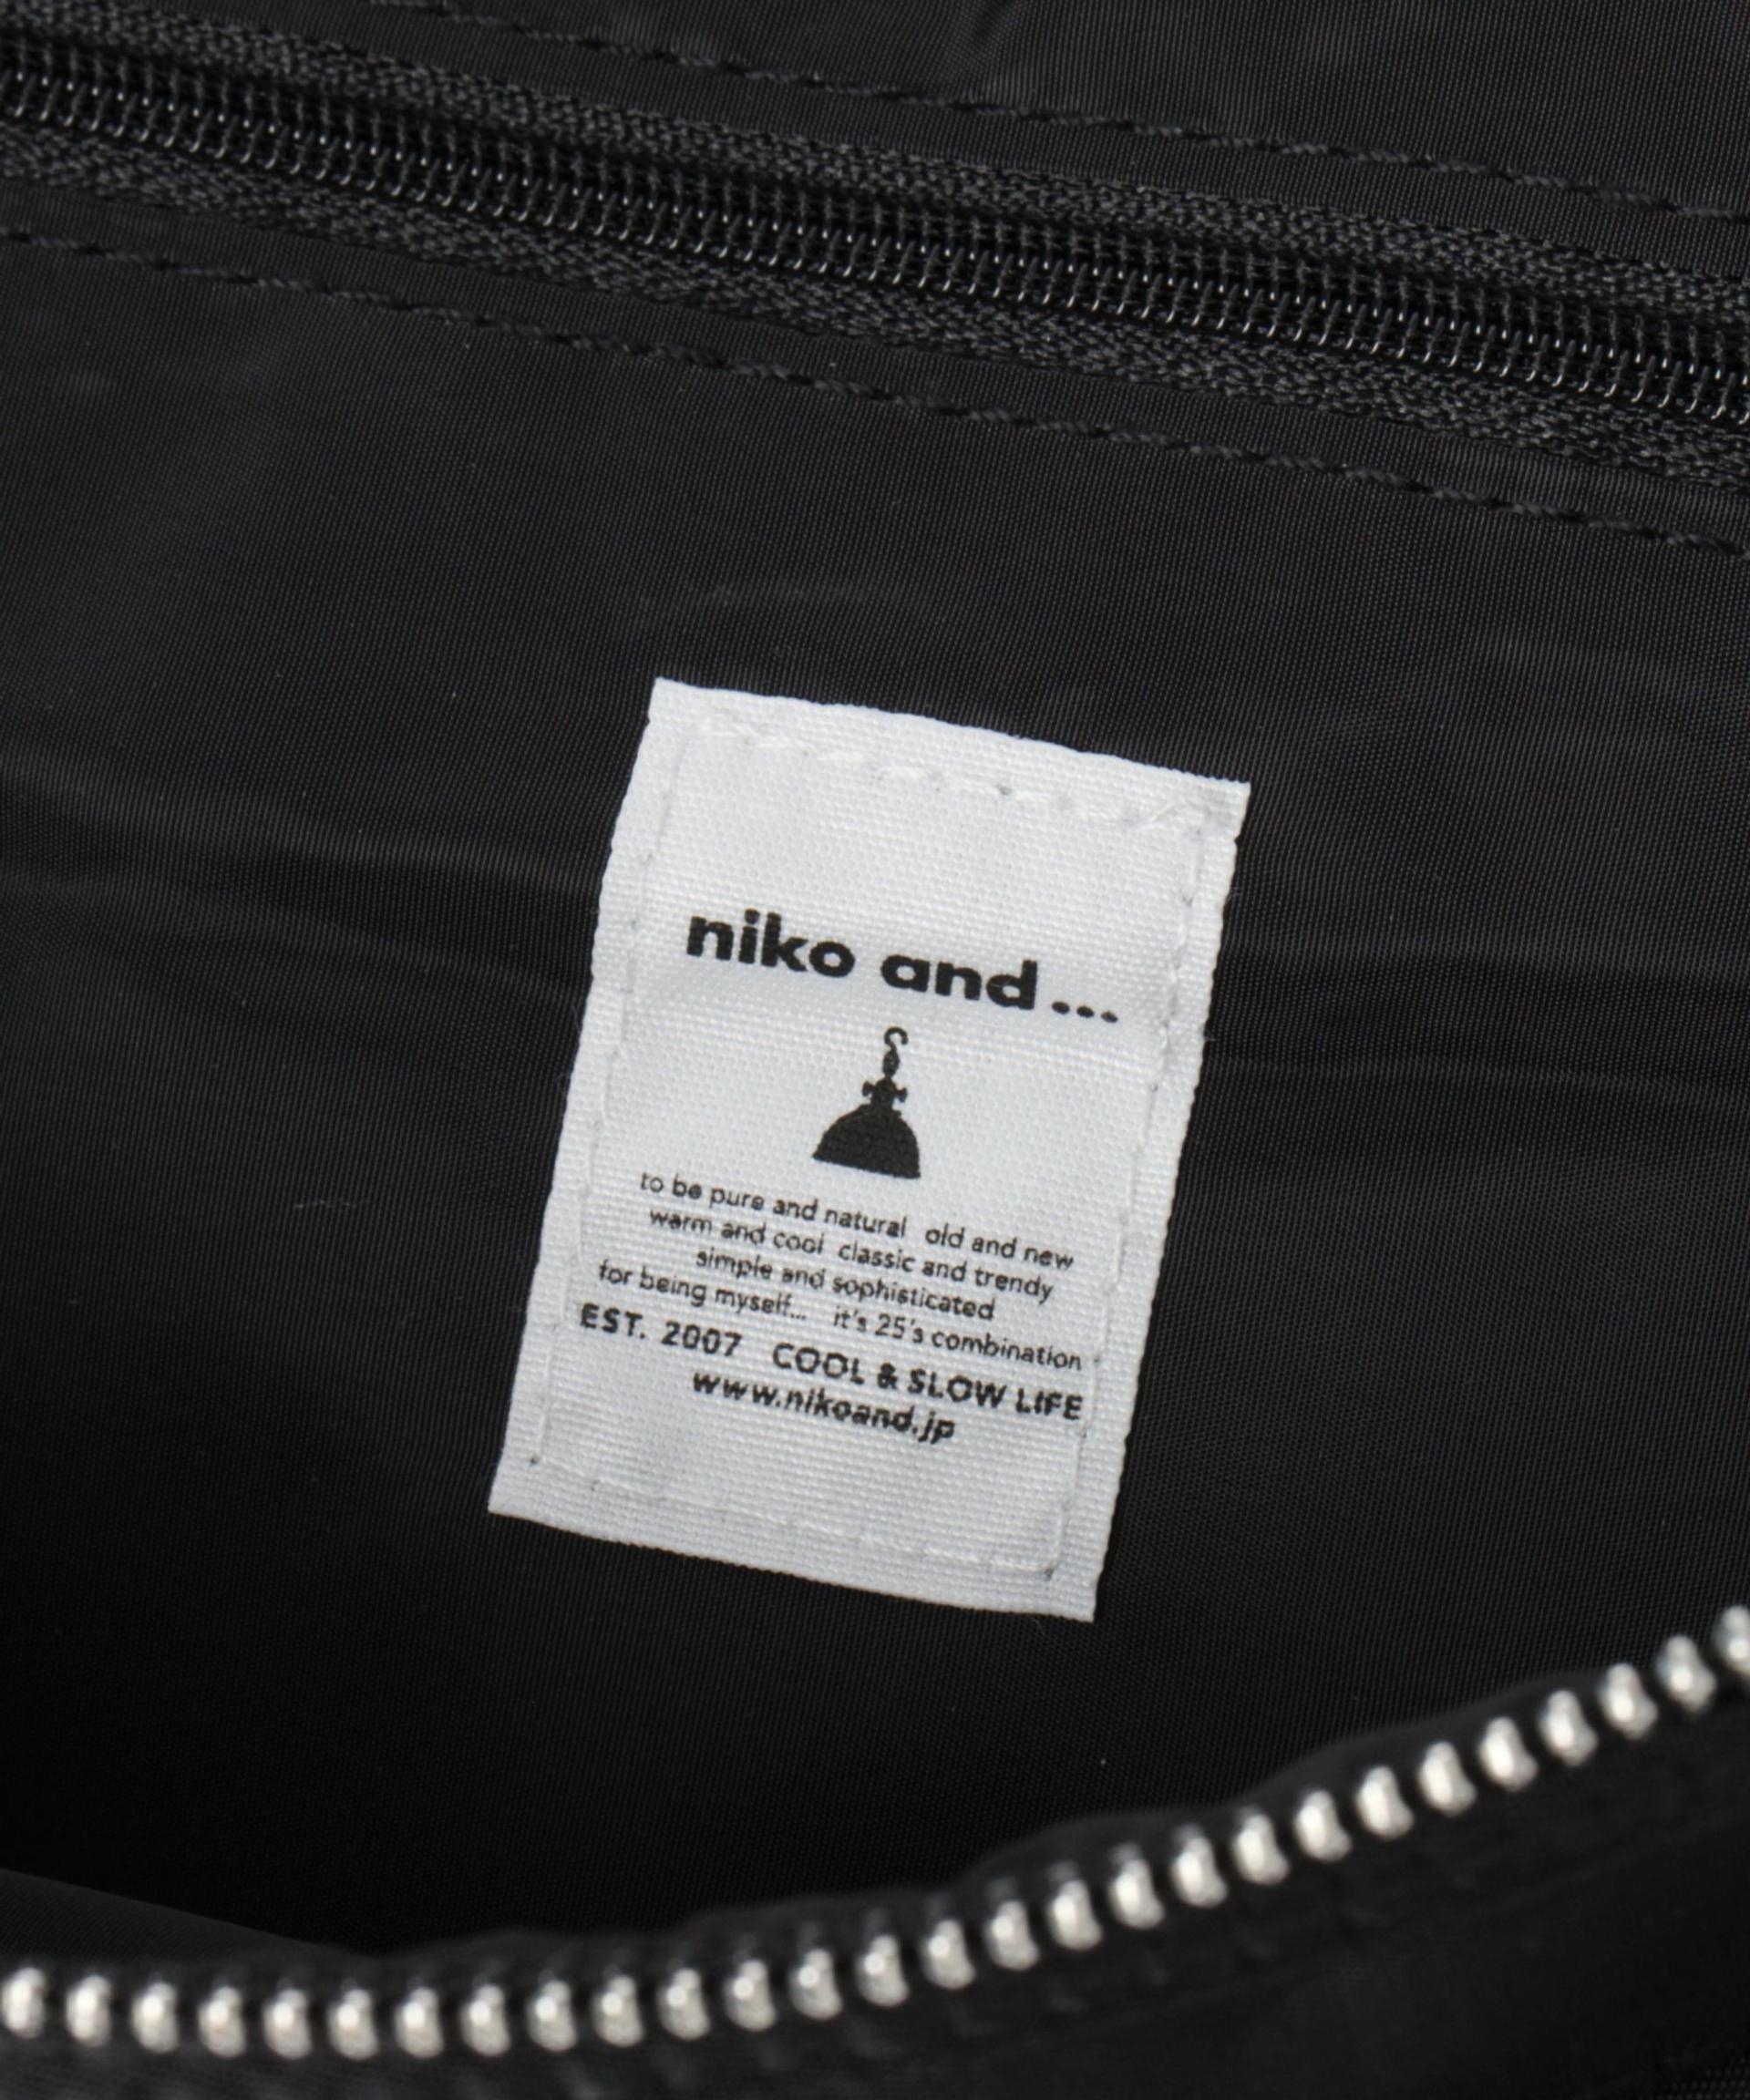 niko and...
to be pure and natural old and new
warm and cool classic and trendy
simple and sophisticated
for being myself... it's 25's combination
EST. 2007 COOL & SLOW LIFE
www.nikoand.jp